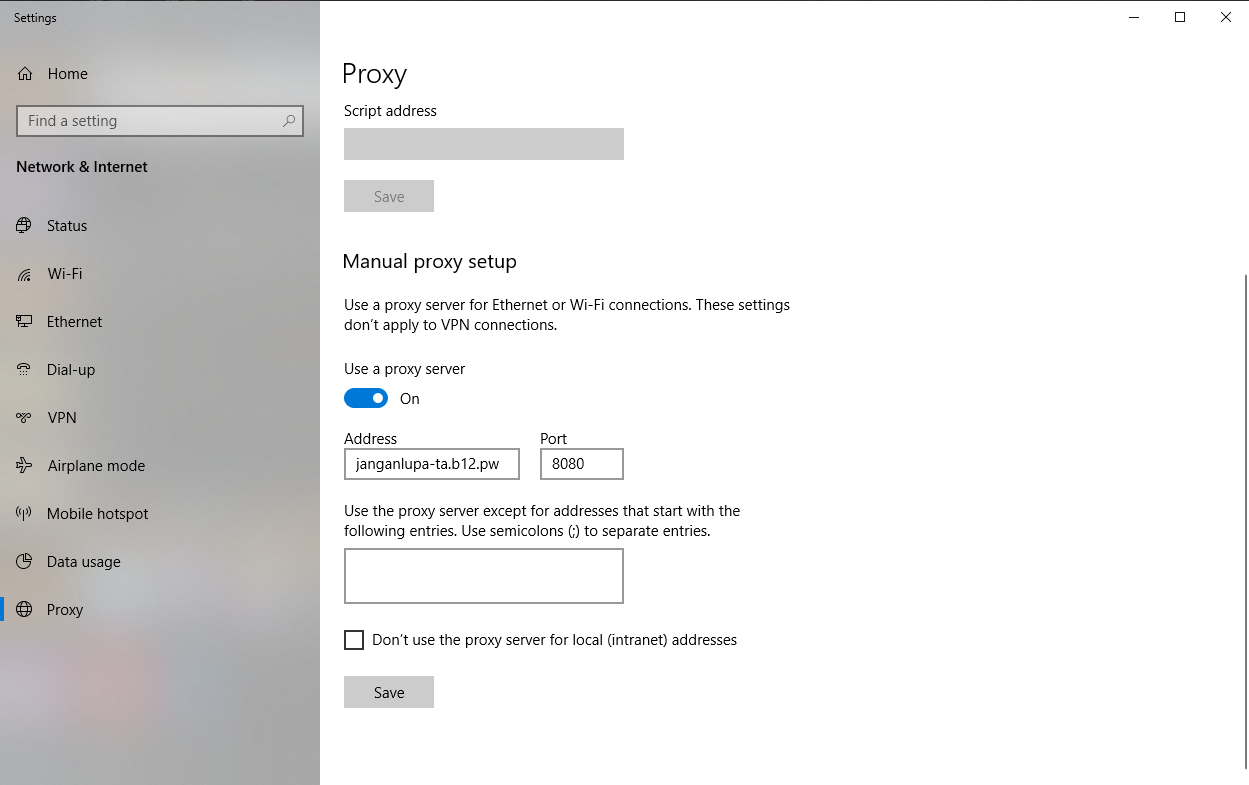 Settings
Home
Find a setting
Network & Internet
Status
Wi-Fi
Ethernet
Dial-up
VPN
Airplane mode
Mobile hotspot
Data usage
Proxy
Proxy
Script address
Save
Manual proxy setup
Use a proxy server for Ethernet or Wi-Fi connections. These settings
don't apply to VPN connections.
Use a proxy server
On
Address Port
janganlupa-ta.b12.pw 8080
Use the proxy server except for addresses that start with the
following entries. Use semicolons (;) to separate entries.
Don't use the proxy server for local (intranet) addresses
Save